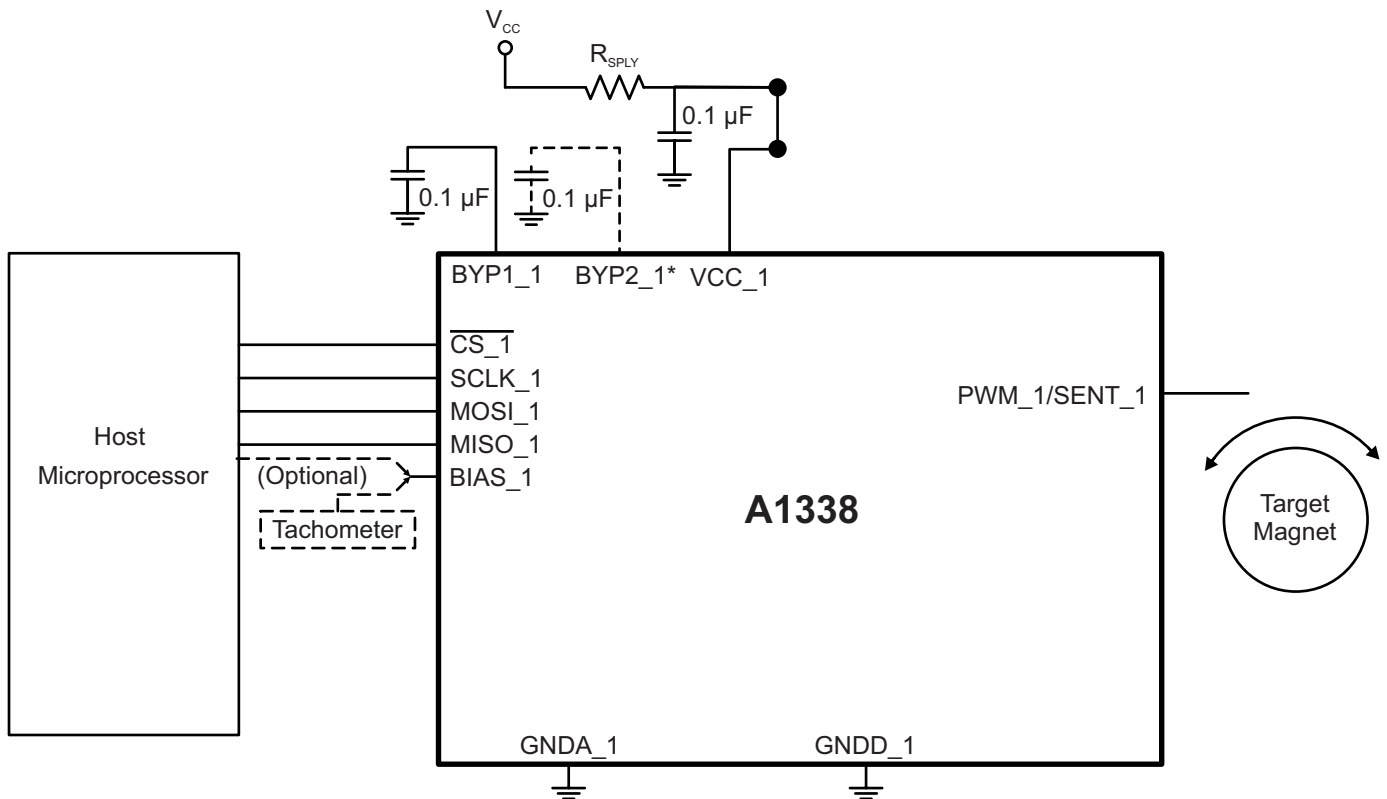 VCC
RSPLY
0.1 µF
0.1 µF
0.1 µF
BYP1_1
BYP2_1*
VCC_1
CS_1
SCLK_1
MOSI_1
MISO_1
BIAS_1
PWM_1/SENT_1
Host
Microprocessor
(Optional)
Tachometer
A1338
Target
Magnet
GNDA_1
GNDD_1